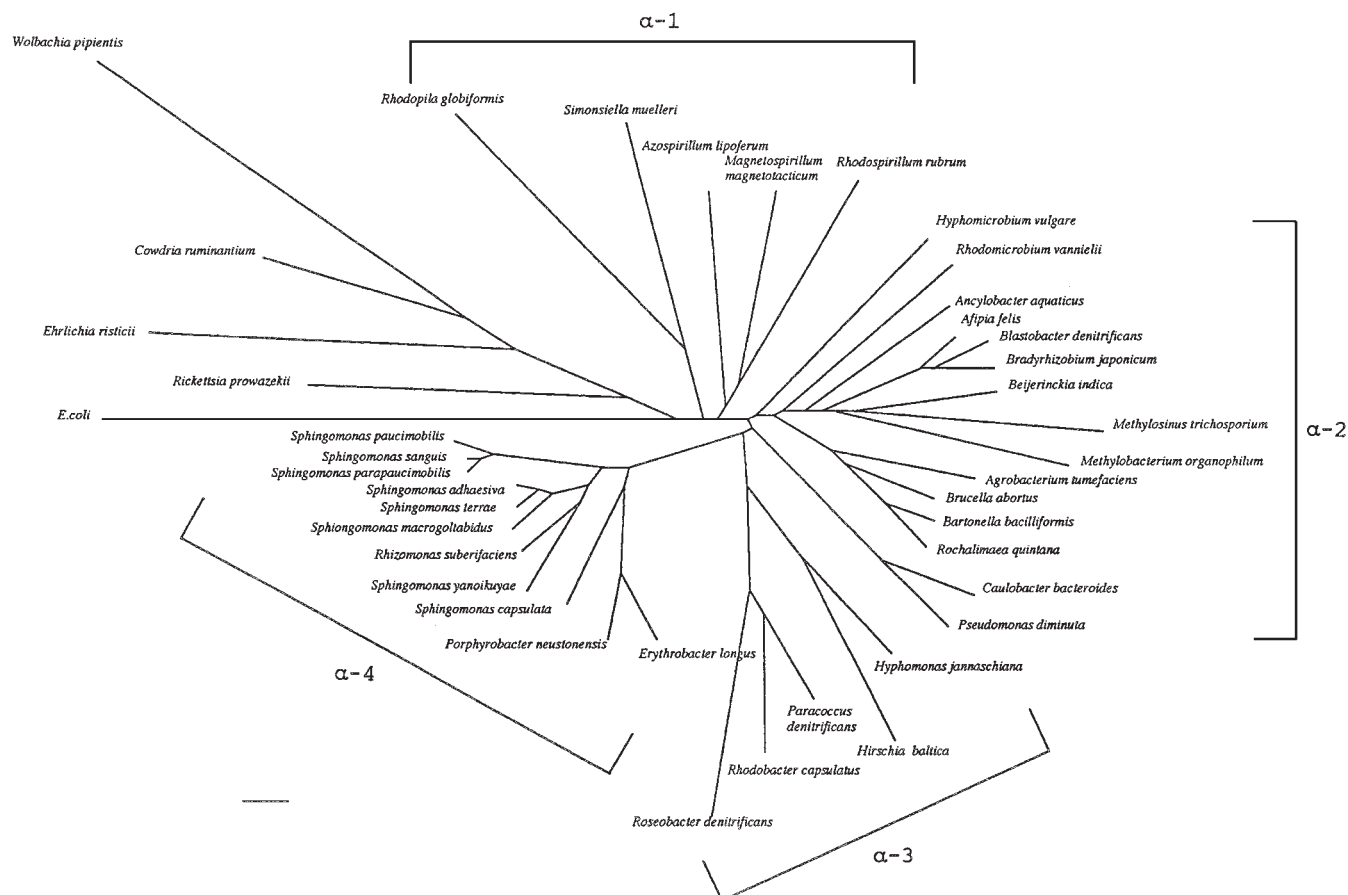 α-1
Wolbachia pipientis
Rhodopila globiformis
Simonsiella muelleri
Azospirillum lipoferum
Magnetospirillum
magnetotacticum
Rhodospirillum rubrum
Hyphomicrobium vulgare
Rhodomicrobium vannielii
Cowdria ruminantium
Ancylobacter aquaticus
Afipia felis
Blastobacter denitrificans
Bradyrhizobium japonicum
Beijerinckia indica
Ehrlichia risticii
Rickettsia prowazekii
E.coli
Methylosinus trichosporium
α-2
Methylobacterium organophilum
Agrobacterium tumefaciens
Brucella abortus
Bartonella bacilliformis
Rochalimaea quintana
Caulobacter bacteroides
Pseudomonas diminuta
Sphingomonas paucimobilis
Sphingomonas sanguis
Sphingomonas parapaucimobilis
Sphingomonas adhaesiva
Sphingomonas terrae
Sphiongomonas macrogoltabidus
Rhizomonas suberifaciens
Sphingomonas yanoikuyae
Sphingomonas capsulata
Porphyrobacter neustonensis
Erythrobacter longus
α-4
Hyphomonas jannaschiana
Paracoccus
denitrificans
Hirschia baltica
Rhodobacter capsulatus
Roseobacter denitrificans
α-3